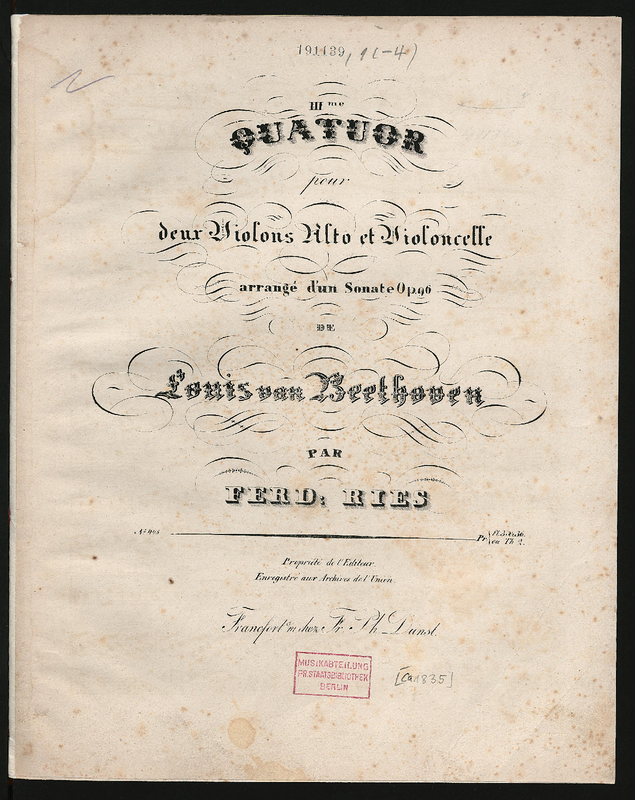 191139, 1(-4)
IIIme
QUATUOR
pour
deux Violons Alto et Violoncelle
arrangé d'un Sonate Op 96
DE
Louis van Beethoven
PAR
FERD: RIES
Pr.
Propriété de l'Editeur.
Enregistré aux Archives de l'Union
Francfort s/m chez Fr. Ph. Dunst.
MUSIKABTEILUNG
PR.STAATSBIBLIOTHEK
BERLIN
[Ca 1835]